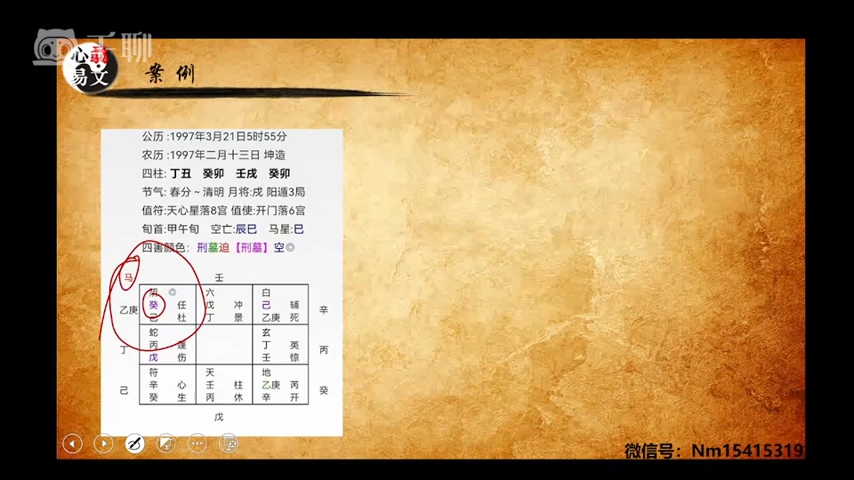 千聊
心
易文
案例
公历:1997年3月21日5时55分
农历:1997年二月十三日 坤造
四柱: 丁丑 癸卯 壬戌 癸卯
节气: 春分~清明 月将:戌 阳遁3局
值符:天心星落8宫 值使:开门落6宫
旬首:甲午旬 空亡:辰巳 马星:巳
四害颜色: 刑墓迫【刑墓】空◎
马 壬
阴 ◎ 六 白
乙庚 癸 任 戊 冲 己 辅 辛
己 杜 丁 景 乙庚 死
蛇 玄
丁 丙 蓬 丁 英 丙
戊 伤 壬 惊
符 天 地
己 辛 心 壬 柱 乙庚 芮 癸
癸 生 丙 休 辛 开
戊
微信号：Nm15415319